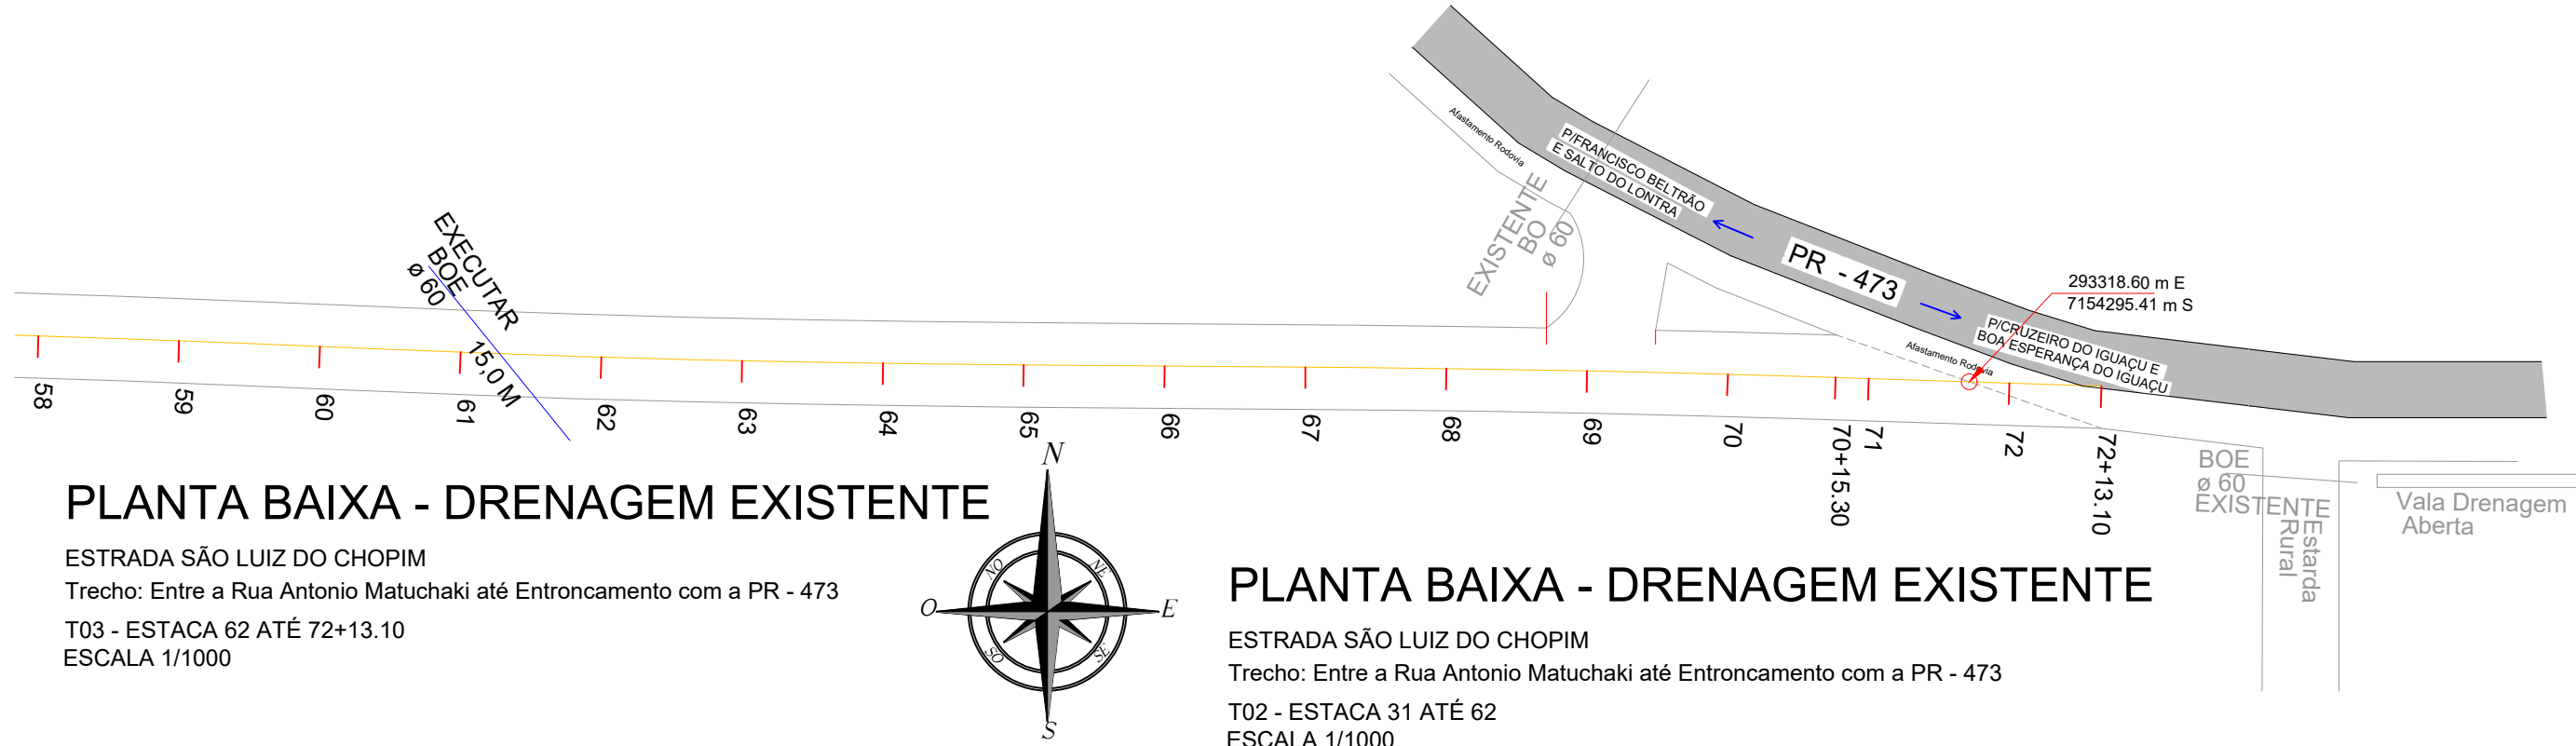 Afastamento Rodovia
P/FRANCISCO BELTRÃO
E SALTO DO LONTRA
EXISTENTE
BO
ø 60
PR - 473
293318.60 m E
7154295.41 m S
P/CRUZEIRO DO IGUAÇU E
BOA ESPERANÇA DO IGUAÇU
Afastamento Rodovia
EXECUTAR
BOE
ø 60
15,0 M
58
59
60
61
62
63
64
65
66
67
68
69
70
70+15.30
71
72
72+13.10
BOE
ø 60
EXISTENTE
Estarda
Rural
Vala Drenagem
Aberta
PLANTA BAIXA - DRENAGEM EXISTENTE
ESTRADA SÃO LUIZ DO CHOPIM
Trecho: Entre a Rua Antonio Matuchaki até Entroncamento com a PR - 473
T03 - ESTACA 62 ATÉ 72+13.10
ESCALA 1/1000
N
NO
NE
O
E
SO
SE
S
PLANTA BAIXA - DRENAGEM EXISTENTE
ESTRADA SÃO LUIZ DO CHOPIM
Trecho: Entre a Rua Antonio Matuchaki até Entroncamento com a PR - 473
T02 - ESTACA 31 ATÉ 62
ESCALA 1/1000